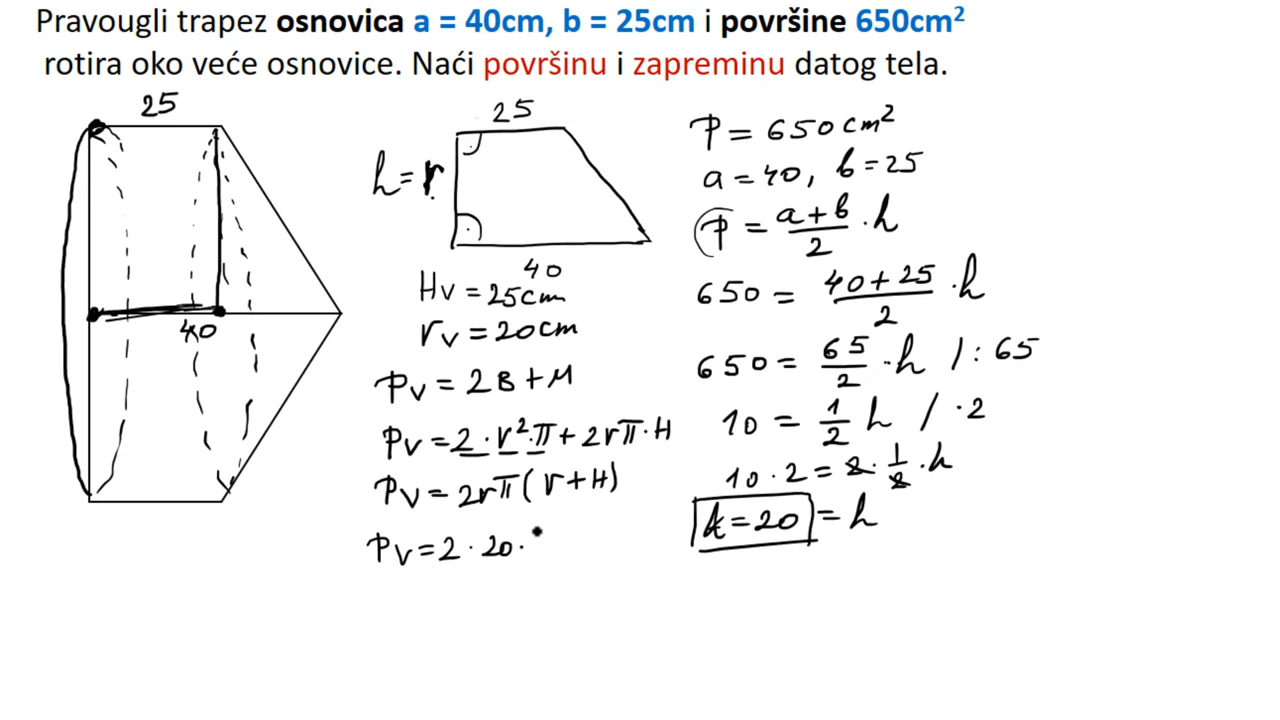 Pravougli trapez osnovica a = 40cm, b = 25cm i površine 650cm²
rotira oko veće osnovice. Naći površinu i zapreminu datog tela.
25
40
25
h = r
40
Hv = 25cm
rv = 20cm
Pv = 2B + M
Pv = 2 · r² · π + 2rπ · H
Pv = 2rπ(r + H)
Pv = 2 · 20 ·
P = 650cm²
a = 40, b = 25
P = a+b/2 · h
650 = 40+25/2 · h
650 = 65/2 · h / : 65
10 = 1/2 h / · 2
10 · 2 = 2 · 1/2 · h
r = 20 = h